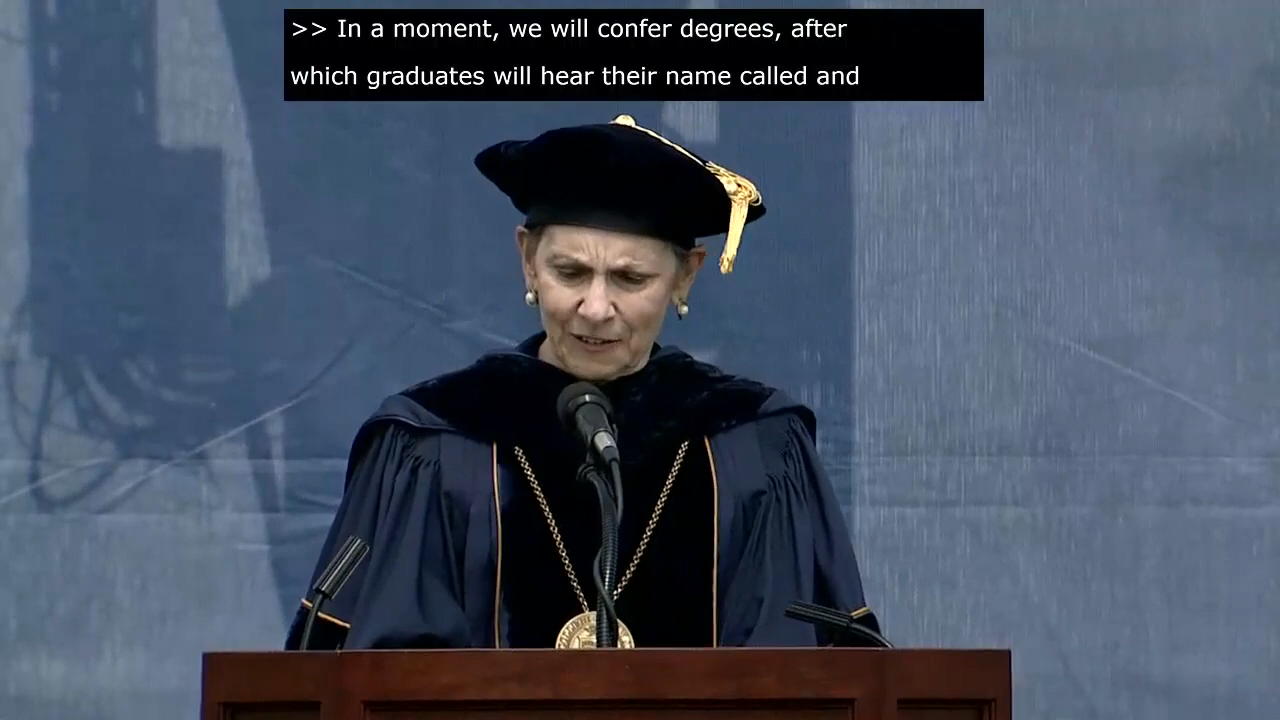 >> In a moment, we will confer degrees, after
which graduates will hear their name called and